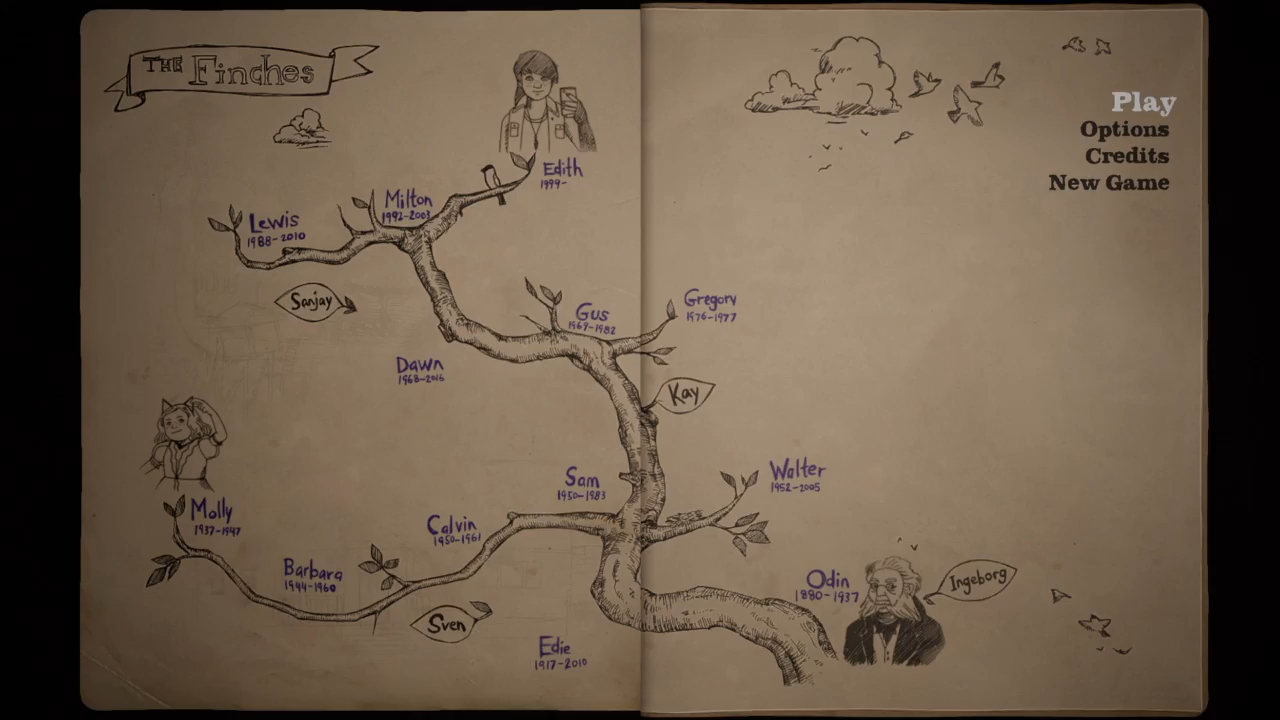 THE Finches
Play
Options
Credits
New Game
Edith
1999-
Milton
1992-2003
Lewis
1988-2010
Sanjay
Gregory
1976-1977
Gus
1969-1982
Dawn
1968-2016
Kay
Walter
1952-2005
Sam
1950-1983
Calvin
1950-1961
Molly
1937-1947
Barbara
1944-1960
Sven
Odin
1880-1937
Ingeborg
Edie
1917-2010